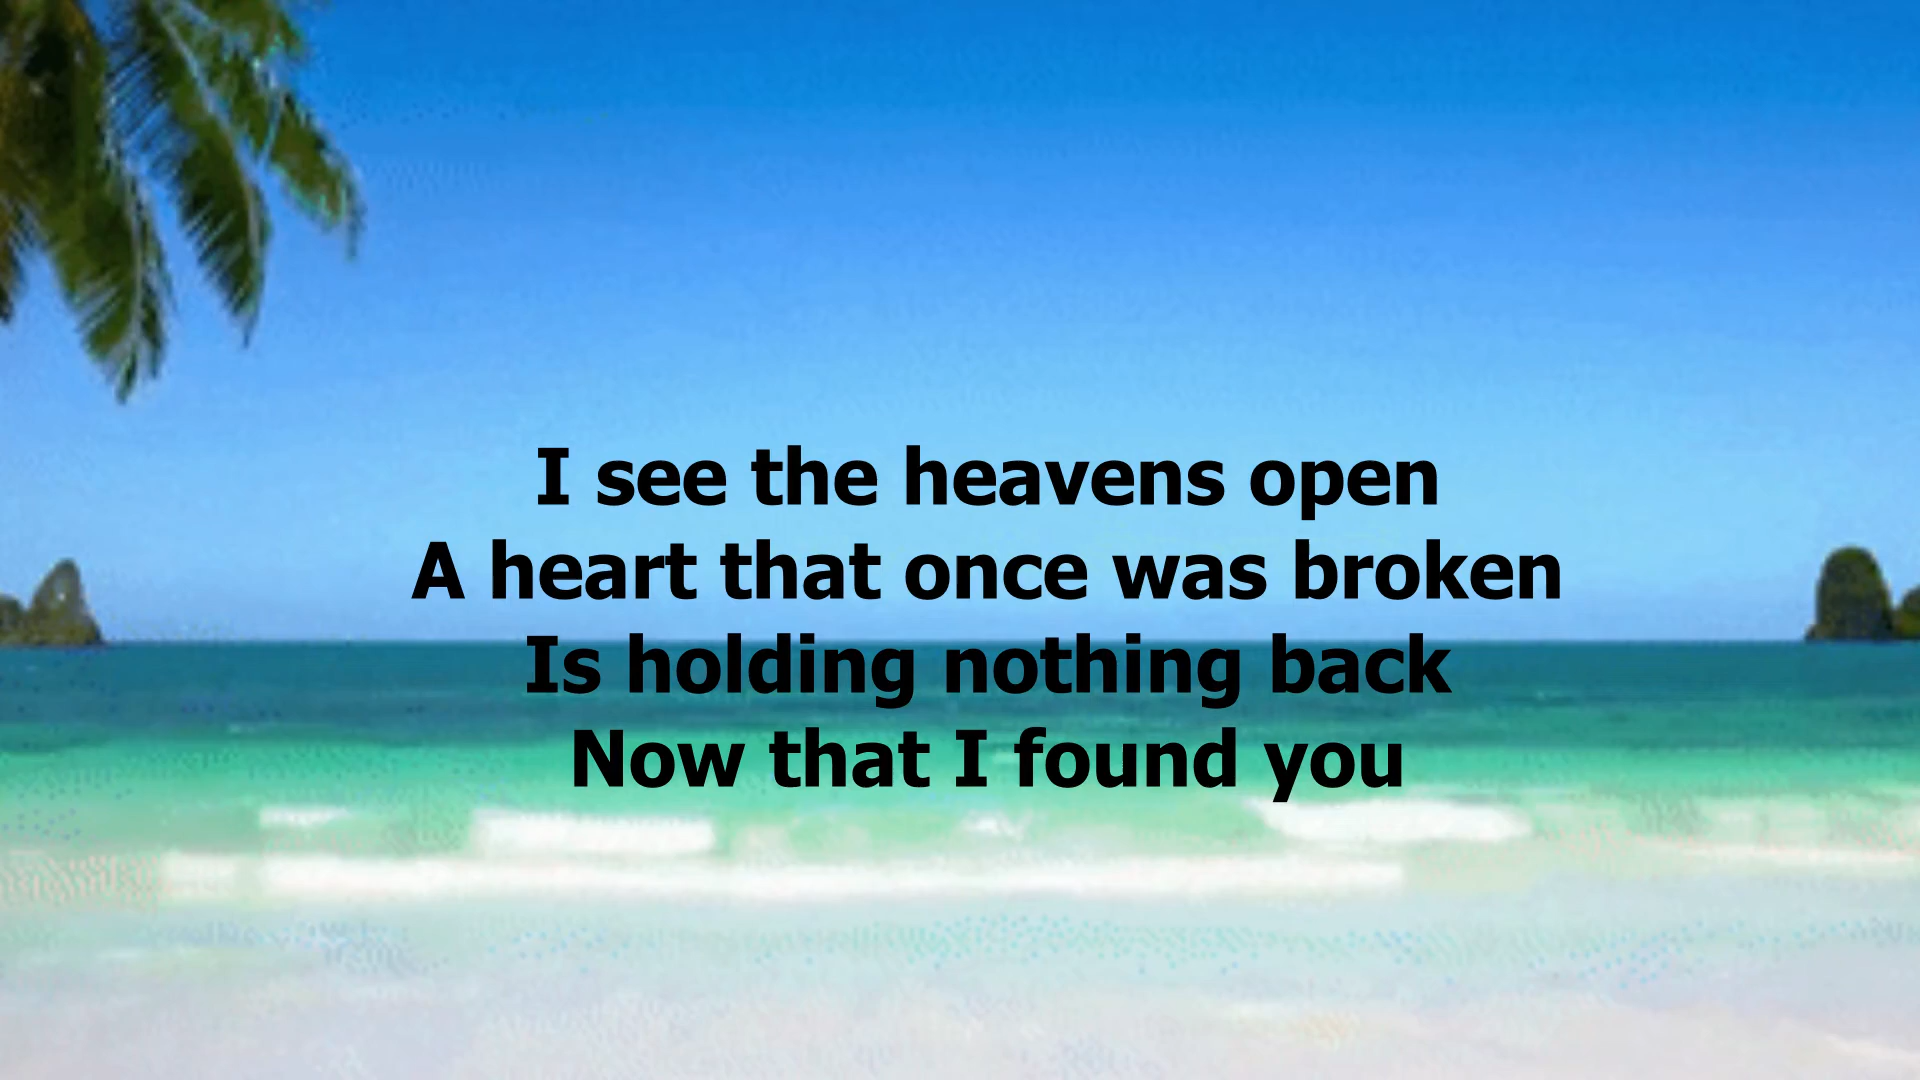 I see the heavens open
A heart that once was broken
Is holding nothing back
Now that I found you